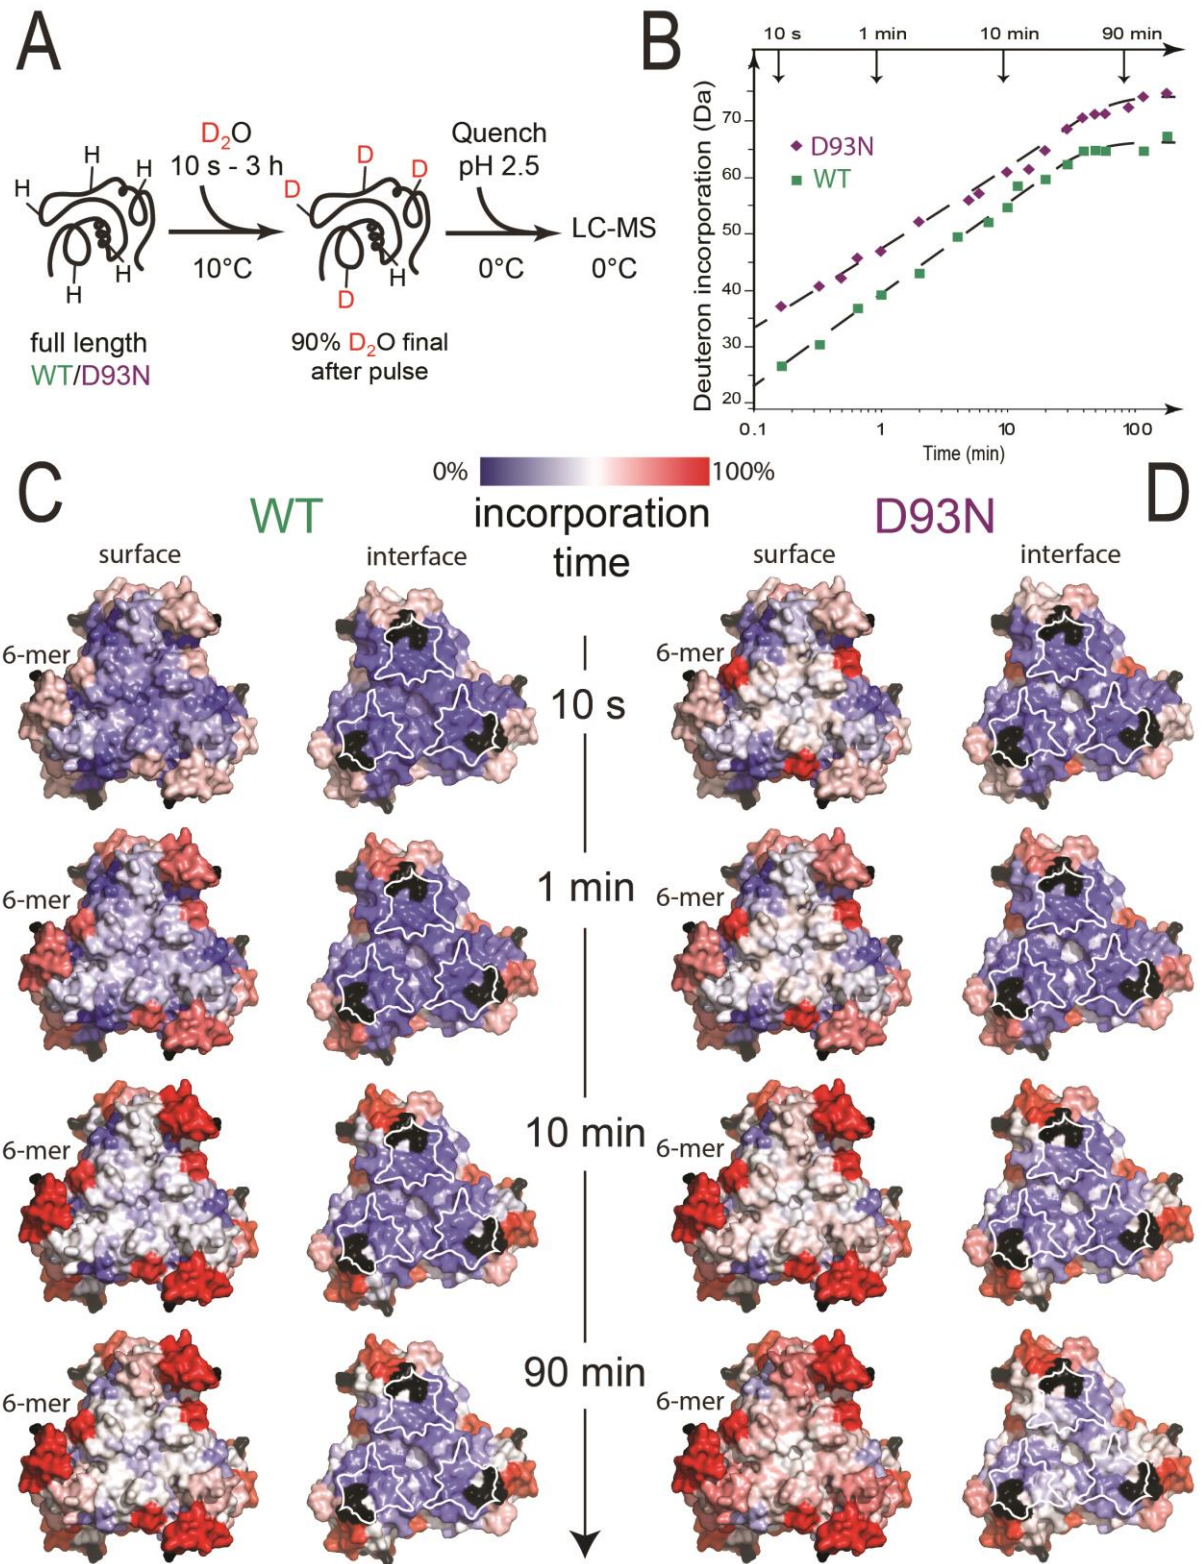 A
H
H
H
H
H
full length
WT/D93N
D₂O
10 s - 3 h
10°C
D
D
D
D
H
90% D₂O final
after pulse
Quench
pH 2.5
0°C
LC-MS
0°C
B
10 s
1 min
10 min
90 min
Deuteron incorporation (Da)
70
60
50
40
30
20
D93N
WT
0.1
1
10
100
Time (min)
C
0%
100%
incorporation
time
WT
surface
interface
D93N
D
surface
interface
6-mer
10 s
6-mer
6-mer
1 min
6-mer
6-mer
10 min
6-mer
6-mer
90 min
6-mer